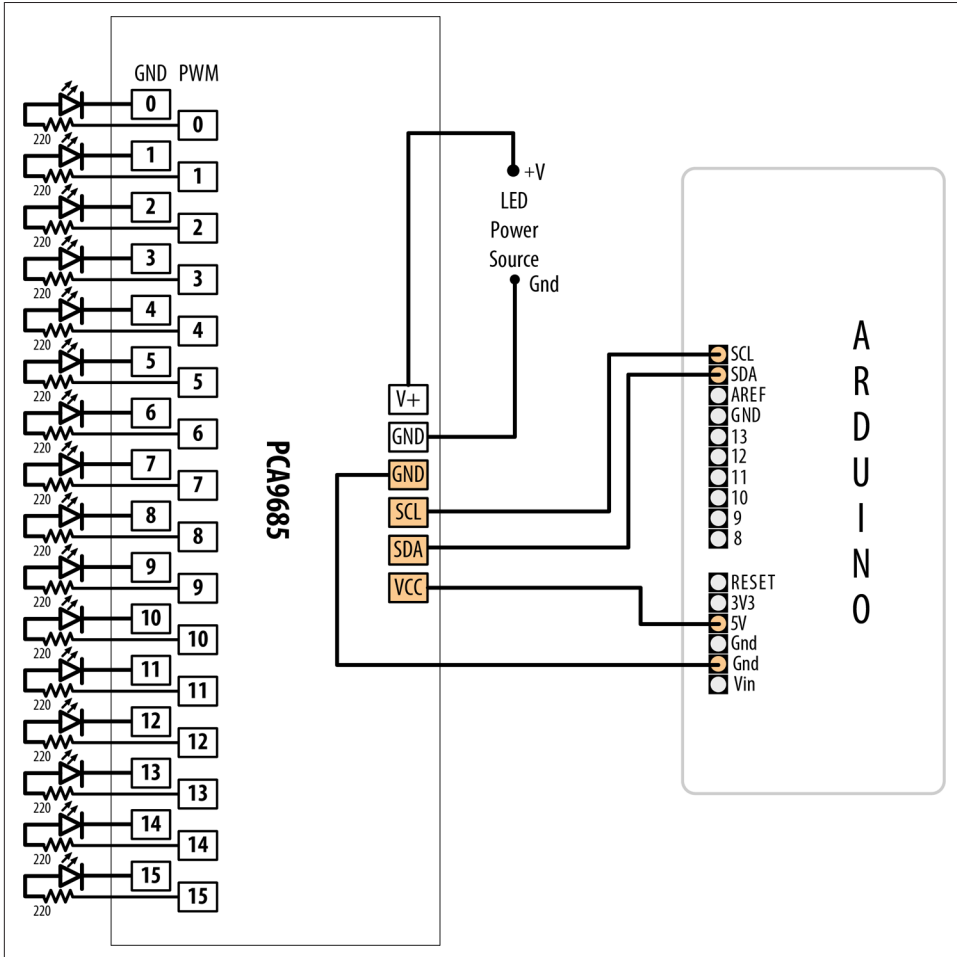 GND PWM
0
0
220
1
1
220
2
2
220
3
3
220
4
4
220
5
5
220
6
6
220
7
7
220
8
8
220
9
9
220
10
10
220
11
11
220
12
12
220
13
13
220
14
14
220
15
15
220
PCA9685
+V
LED
Power
Source
Gnd
V+
GND
GND
SCL
SDA
VCC
SCL
SDA
AREF
GND
13
12
11
10
9
8
RESET
3V3
5V
Gnd
Gnd
Vin
ARDUINO